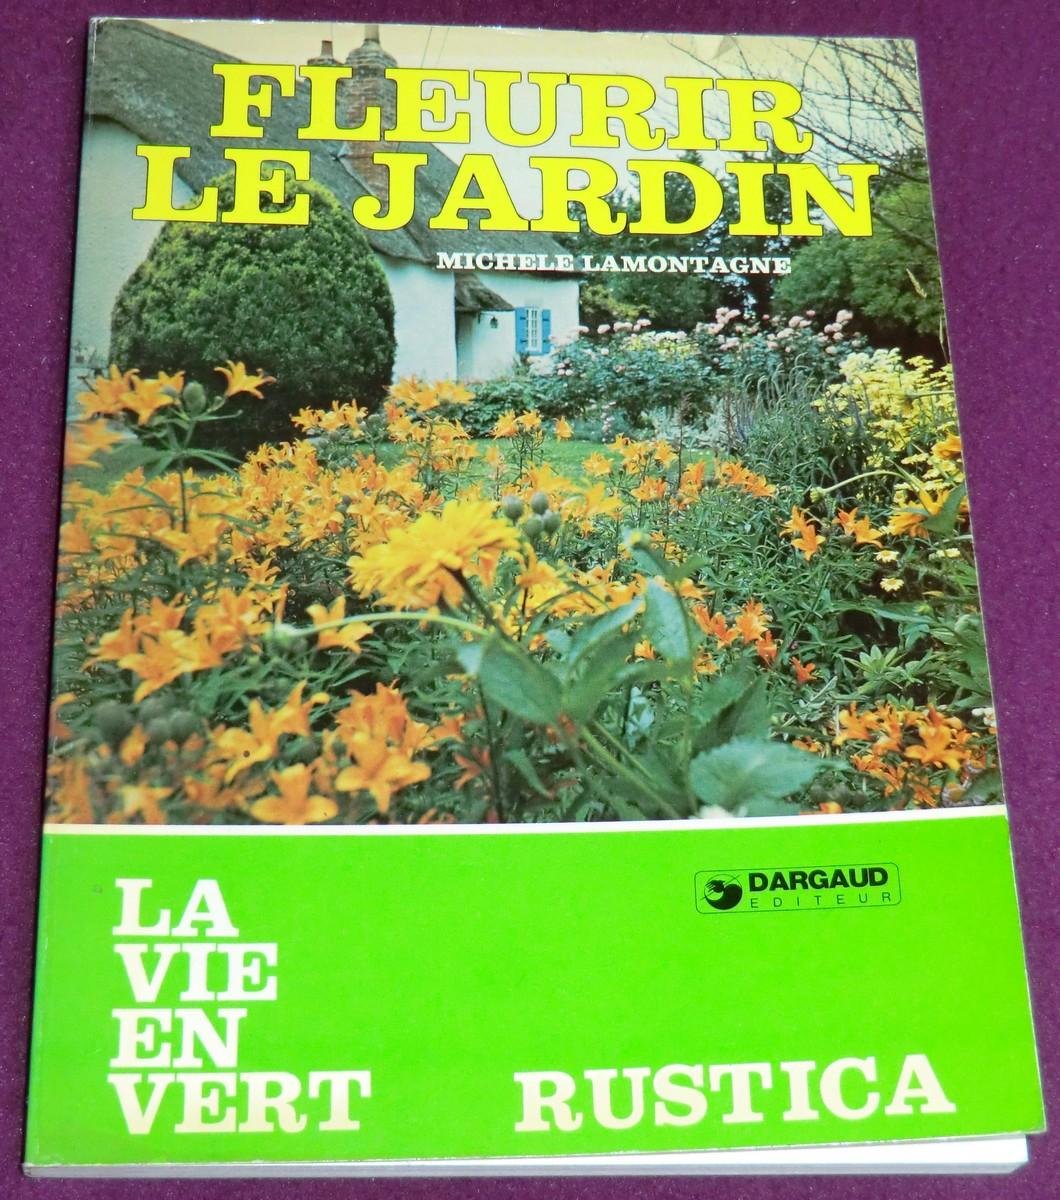 FLEURIR
LE JARDIN
MICHELE LAMONTAGNE
DARGAUD
EDITEUR
LA
VIE
EN
VERT
RUSTICA